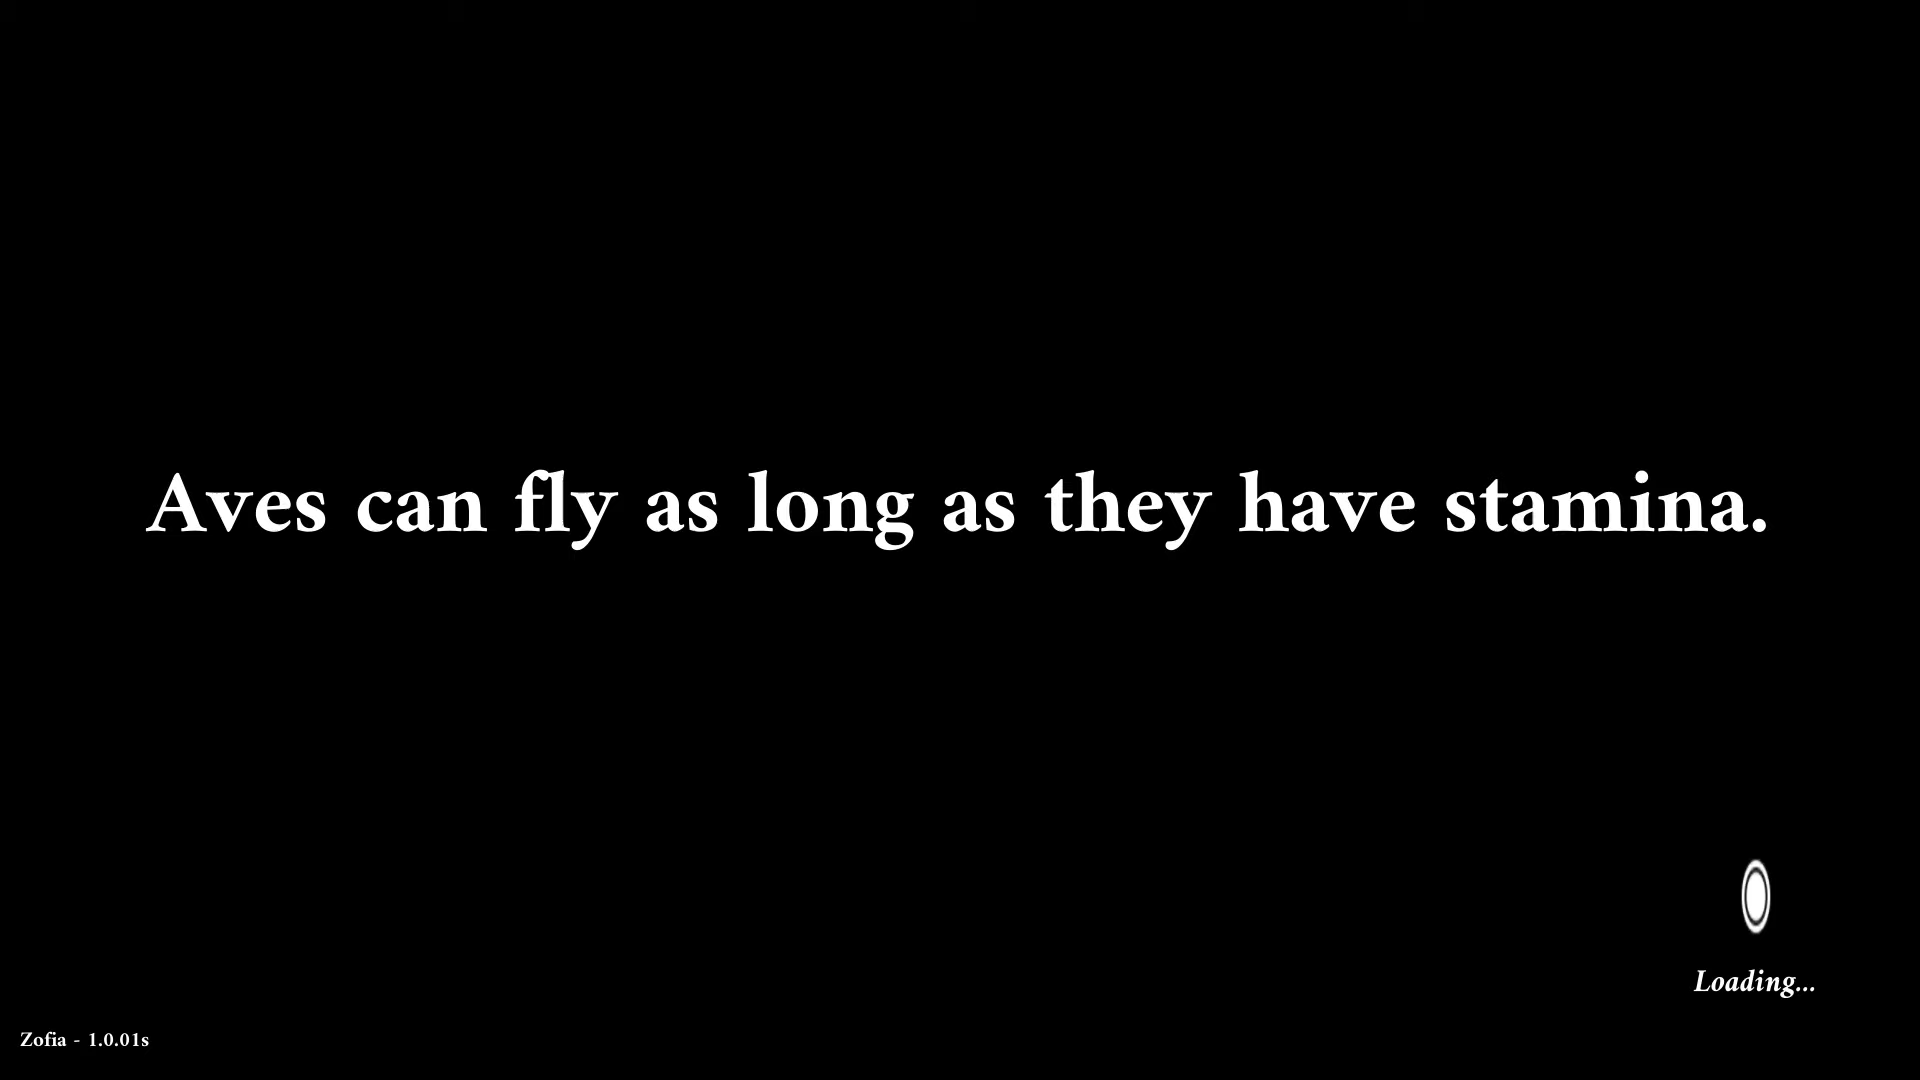 Aves can fly as long as they have stamina.
Loading...
Zofia - 1.0.01s